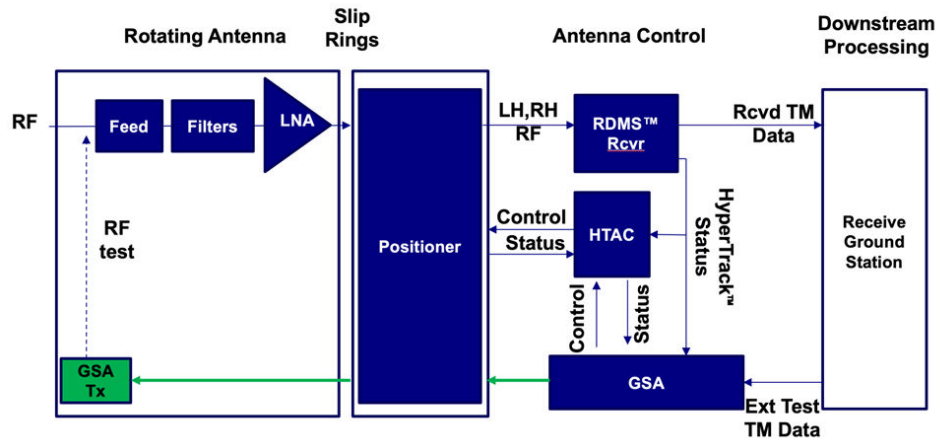 Rotating Antenna
Slip
Rings
Antenna Control
Downstream
Processing
RF
Feed
Filters
LNA
LH,RH
RF
RDMS™
Rcvr
Rcvd TM
Data
RF
test
Positioner
Control
Status
HTAC
HyperTrack™
Status
Receive
Ground
Station
Control
Status
GSA
Tx
GSA
Ext Test
TM Data